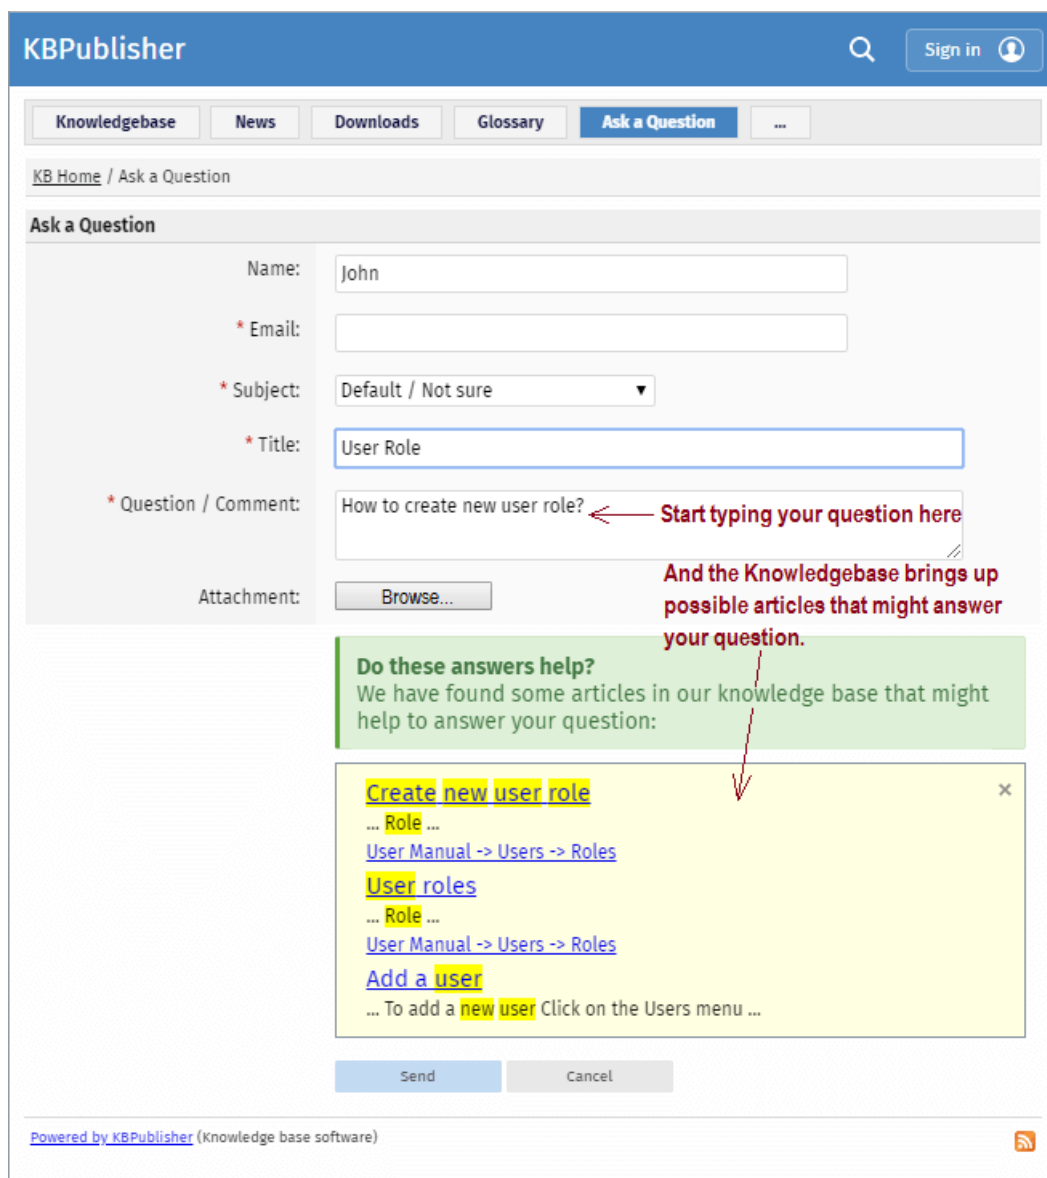 KBPublisher
Sign in
Knowledgebase News Downloads Glossary Ask a Question ...
KB Home / Ask a Question
Ask a Question
Name: John
* Email:
* Subject: Default / Not sure
* Title: User Role
* Question / Comment: How to create new user role?
Start typing your question here
And the Knowledgebase brings up
possible articles that might answer
your question.
Attachment: Browse...
Do these answers help?
We have found some articles in our knowledge base that might
help to answer your question:
Create new user role
... Role ...
User Manual -> Users -> Roles
User roles
... Role ...
User Manual -> Users -> Roles
Add a user
... To add a new user Click on the Users menu ...
Send Cancel
Powered by KBPublisher (Knowledge base software)